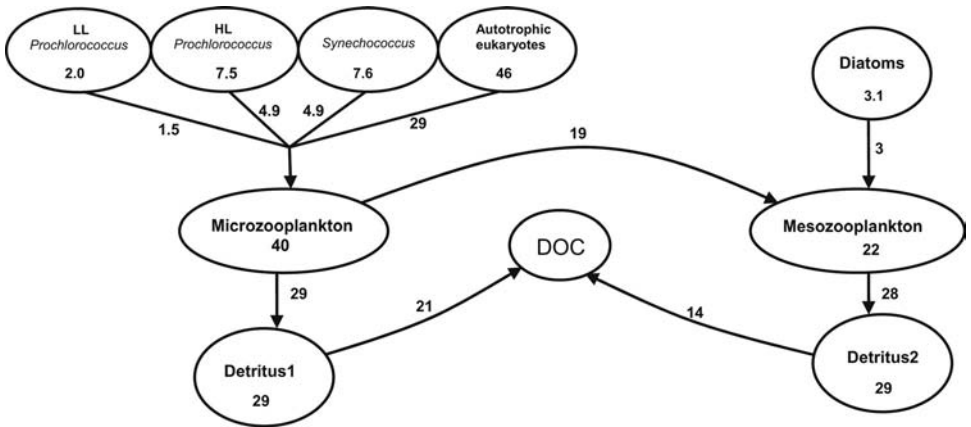 LL
Prochlorococcus
2.0
HL
Prochlorococcus
7.5
Synechococcus
7.6
Autotrophic
eukaryotes
46
Diatoms
3.1
1.5
4.9
4.9
29
19
3
Microzooplankton
40
Mesozooplankton
22
DOC
29
21
14
28
Detritus1
29
Detritus2
29